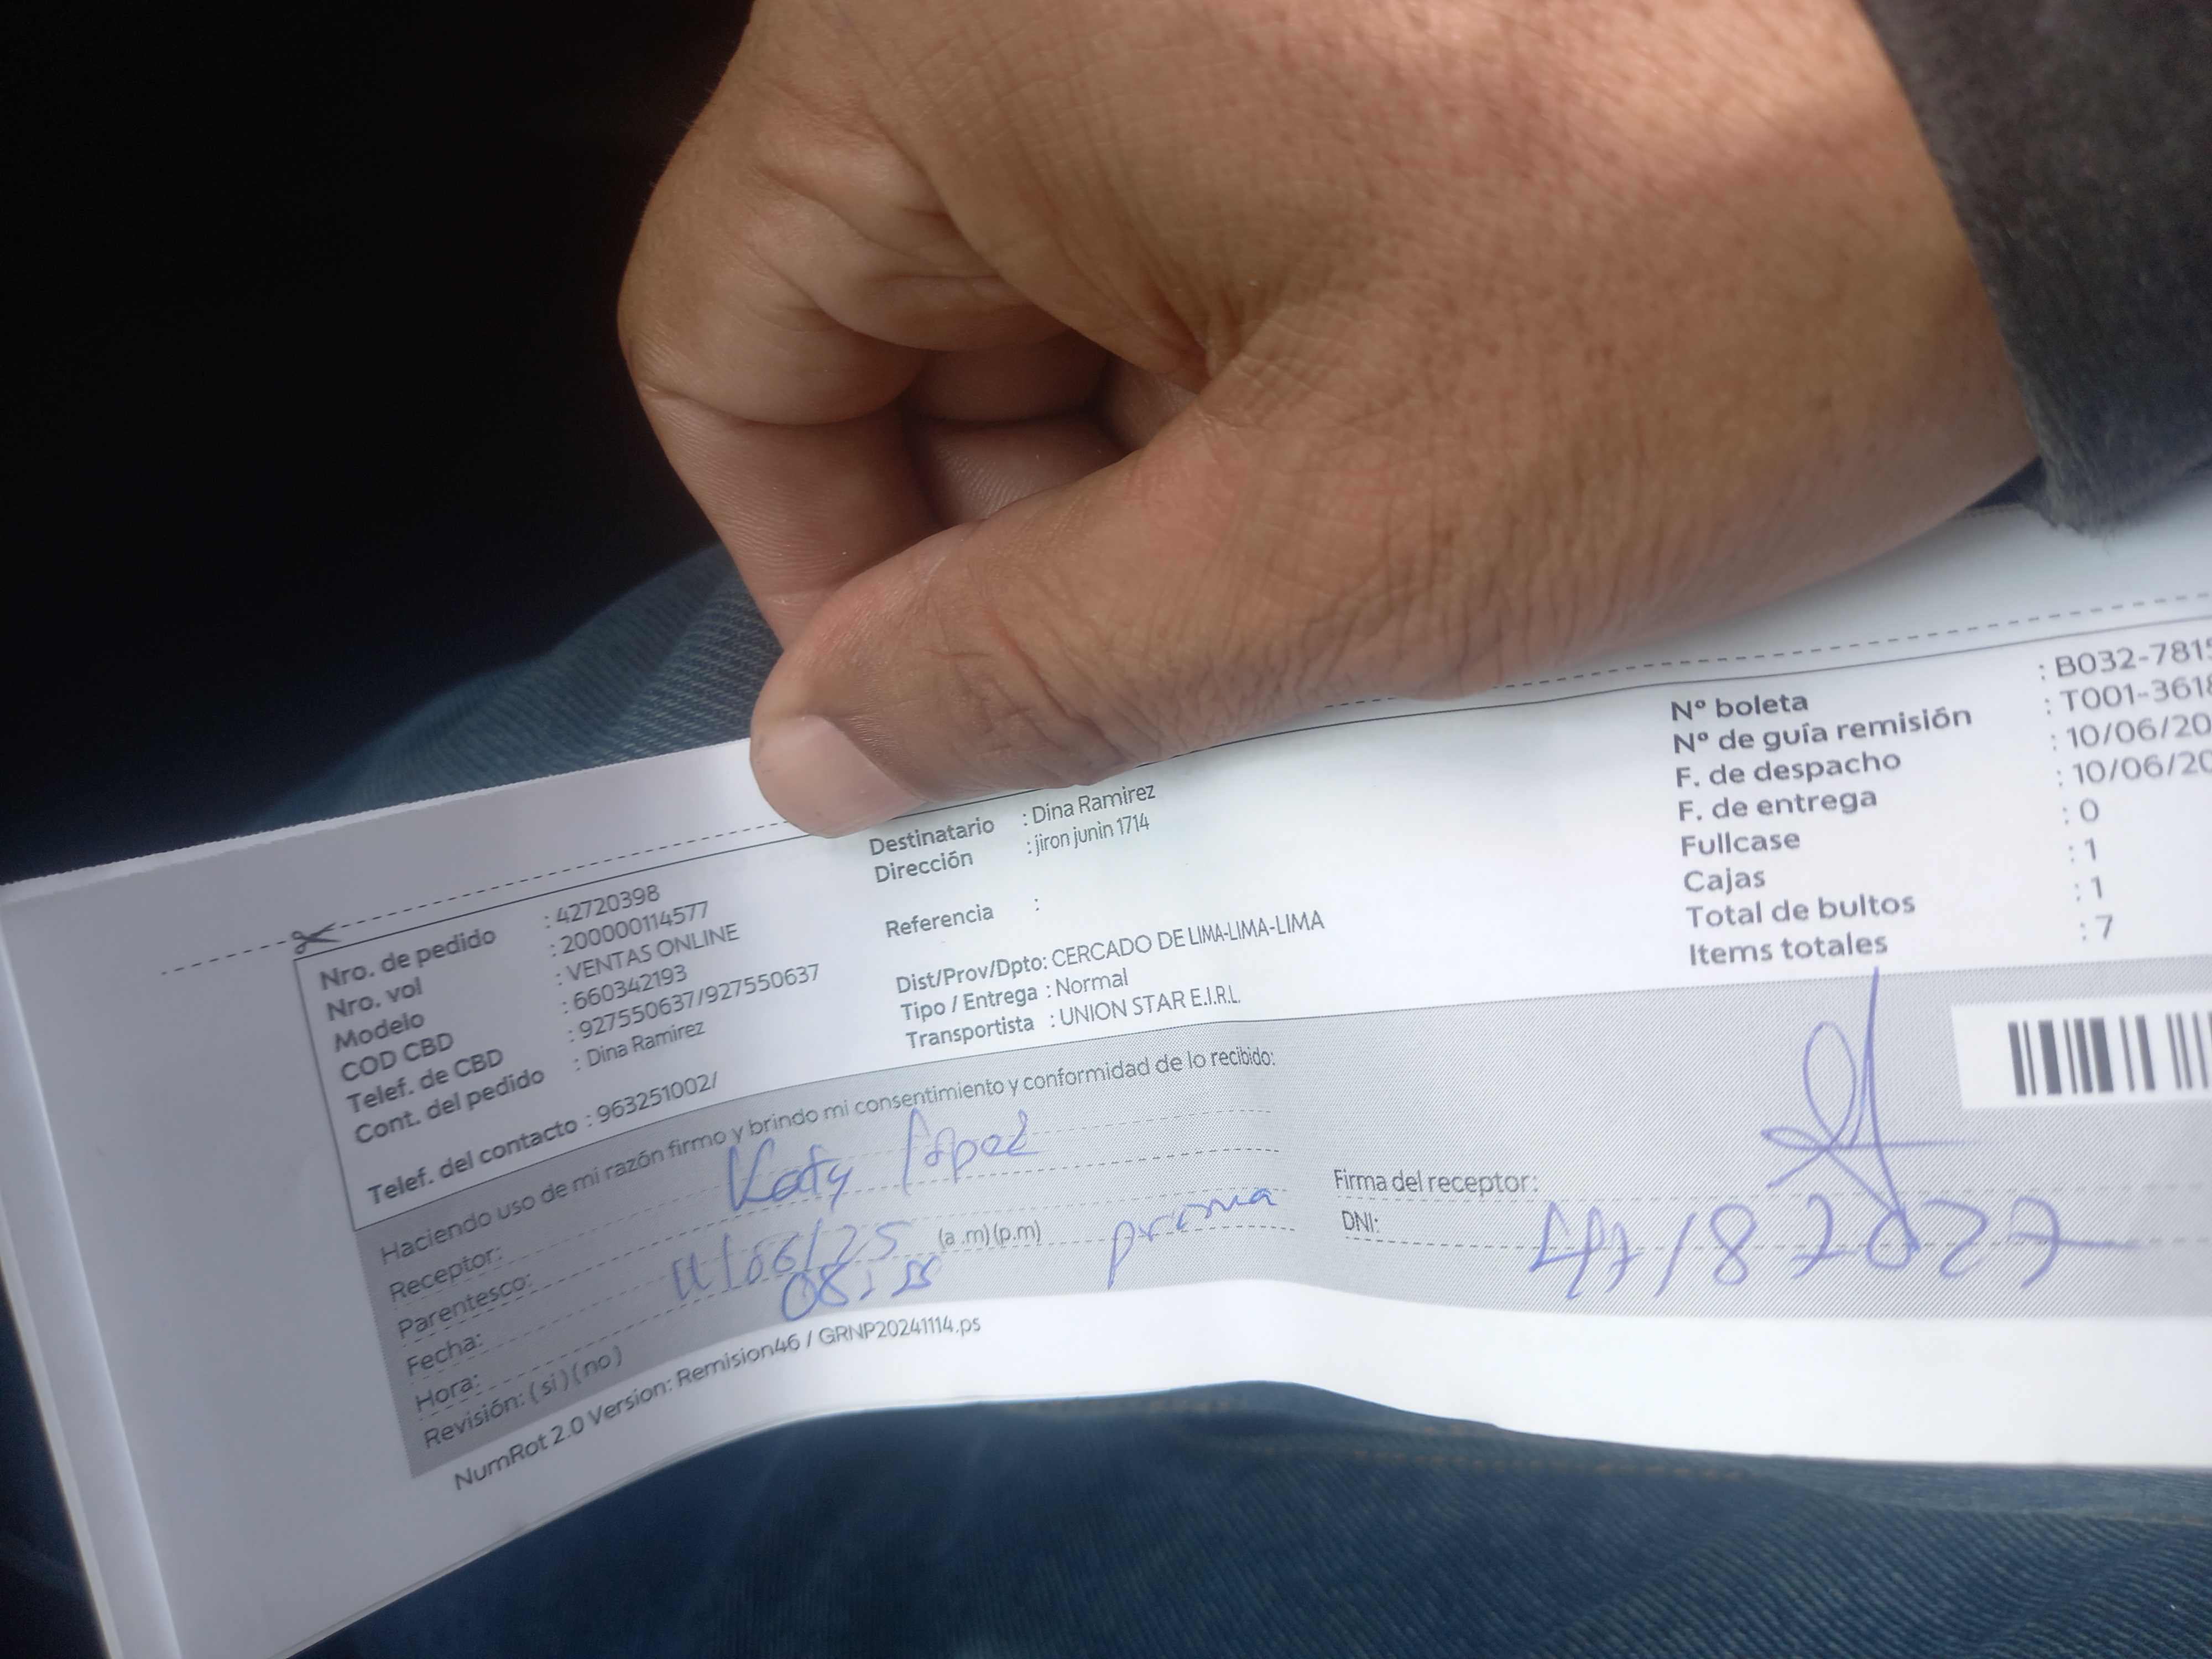 Nro. de pedido : 42720398
Nro. vol : 200000114577
Modelo : VENTAS ONLINE
COD CBD : 660342193
Telef. de CBD : 927550637/927550637
Cont. del pedido : Dina Ramirez
Telef. del contacto : 963251002/
Destinatario : Dina Ramirez
Dirección : jiron junin 1714
Referencia :
Dist/Prov/Dpto: CERCADO DE LIMA-LIMA-LIMA
Tipo / Entrega : Normal
Transportista : UNION STAR E.I.R.L.
Nº boleta : B032-781
Nº de guía remisión : T001-361
F. de despacho : 10/06/20
F. de entrega : 10/06/20
Fullcase : 0
Cajas : 1
Total de bultos : 1
Items totales : 7
Haciendo uso de mi razón firmo y brindo mi consentimiento y conformidad de lo recibido:
Receptor: Katy López
Parentesco: prima
Fecha: 11/06/25
Hora: 08: (a .m) (p.m)
Revisión: ( si ) ( no )
Firma del receptor:
DNI:
NumRot 2.0 Version: Remision46 / GRNP20241114.ps